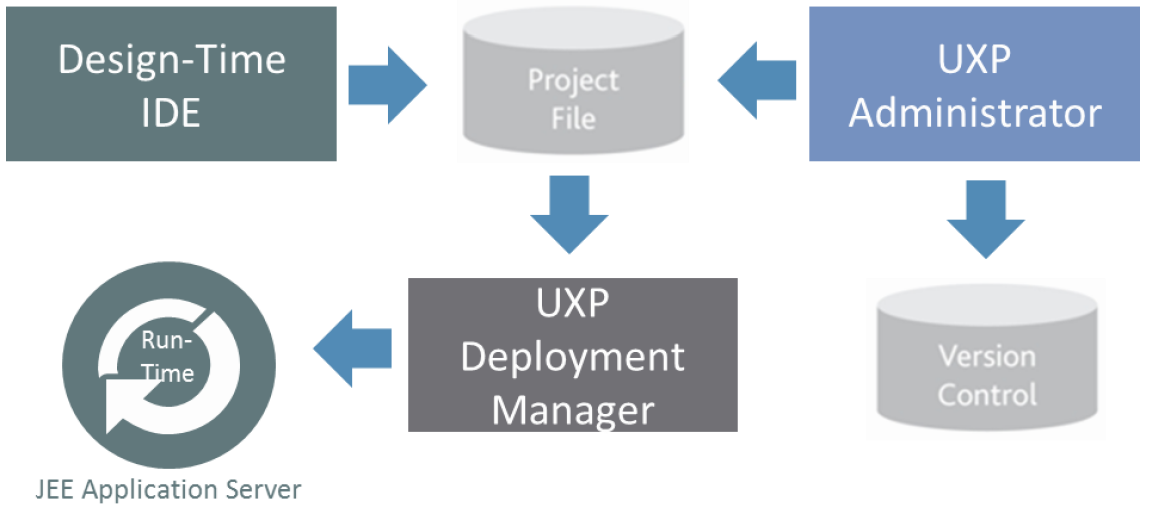 Design-Time
IDE
Project
File
UXP
Administrator
Run-
Time
UXP
Deployment
Manager
Version
Control
JEE Application Server